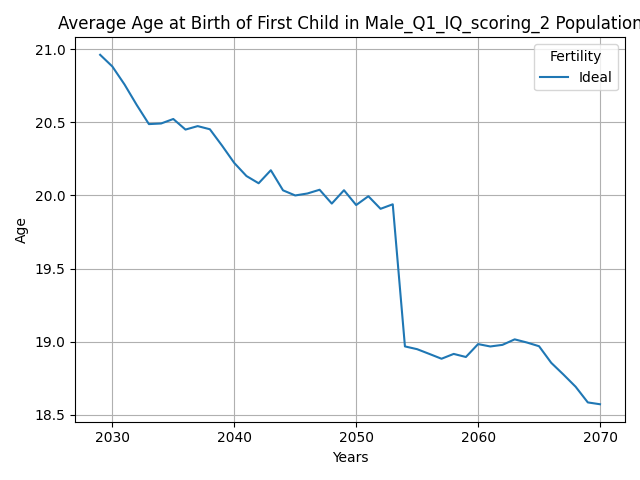 Average Age at Birth of First Child in Male_Q1_IQ_scoring_2 Population
21.0
20.5
20.0
19.5
19.0
18.5
Age
Fertility
Ideal
2030 2040 2050 2060 2070
Years